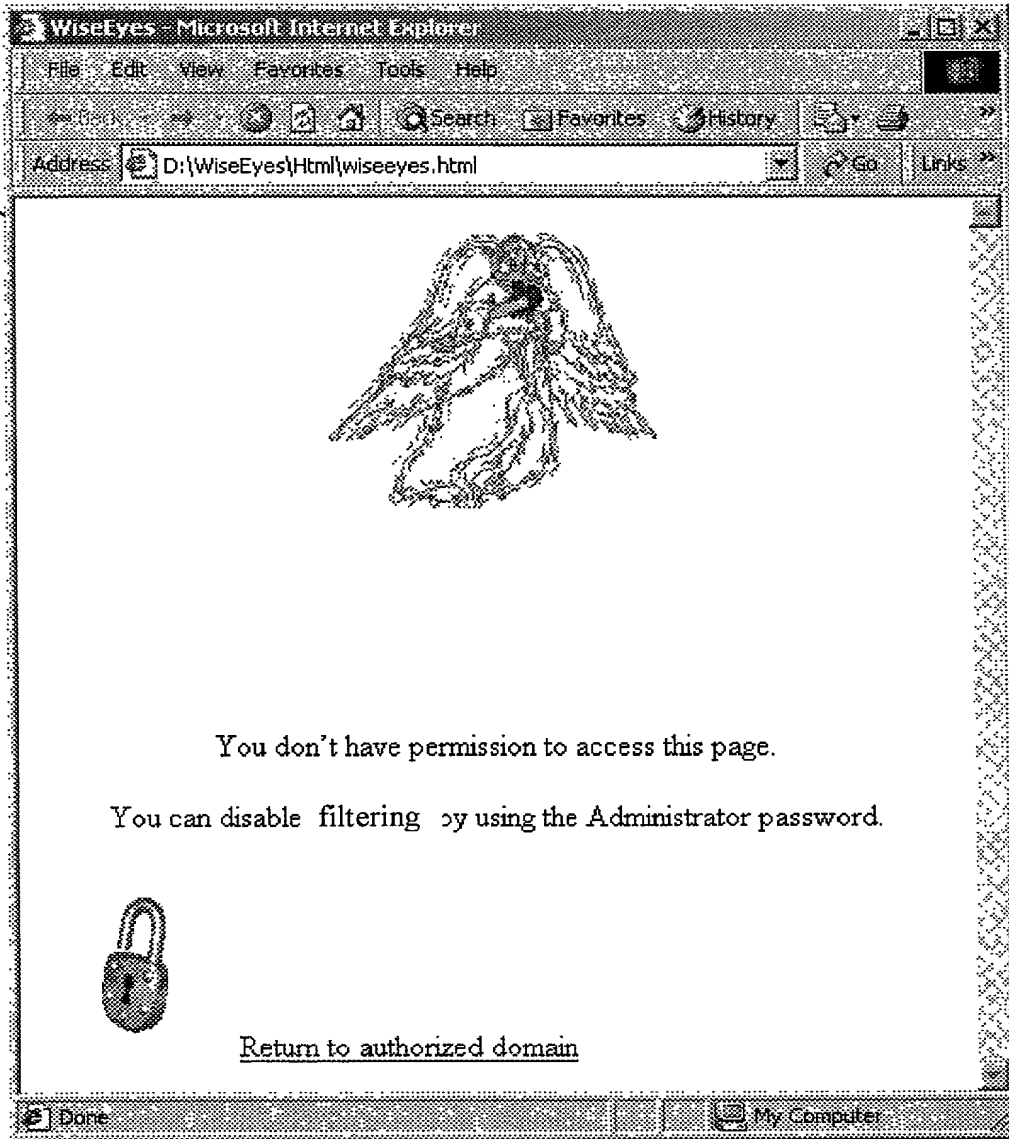 WiseEyes - Microsoft Internet Explorer
File Edit View Favorites Tools Help
Back Search Favorites History »
Address D:\WiseEyes\Html\wiseeyes.html Go Links »
You don't have permission to access this page.
You can disable filtering by using the Administrator password.
Return to authorized domain
Done My Computer